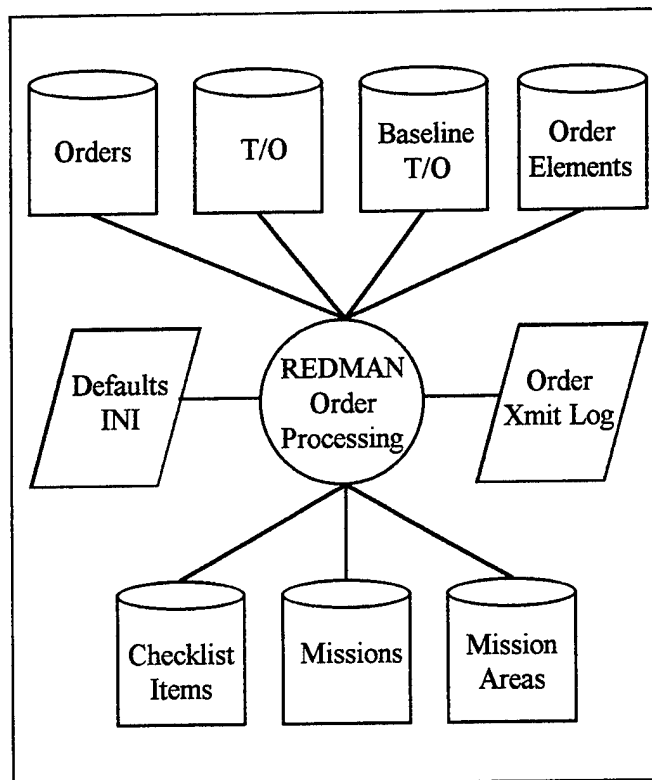 Orders
T/O
Baseline
T/O
Order
Elements
Defaults
INI
REDMAN
Order
Processing
Order
Xmit Log
Checklist
Items
Missions
Mission
Areas